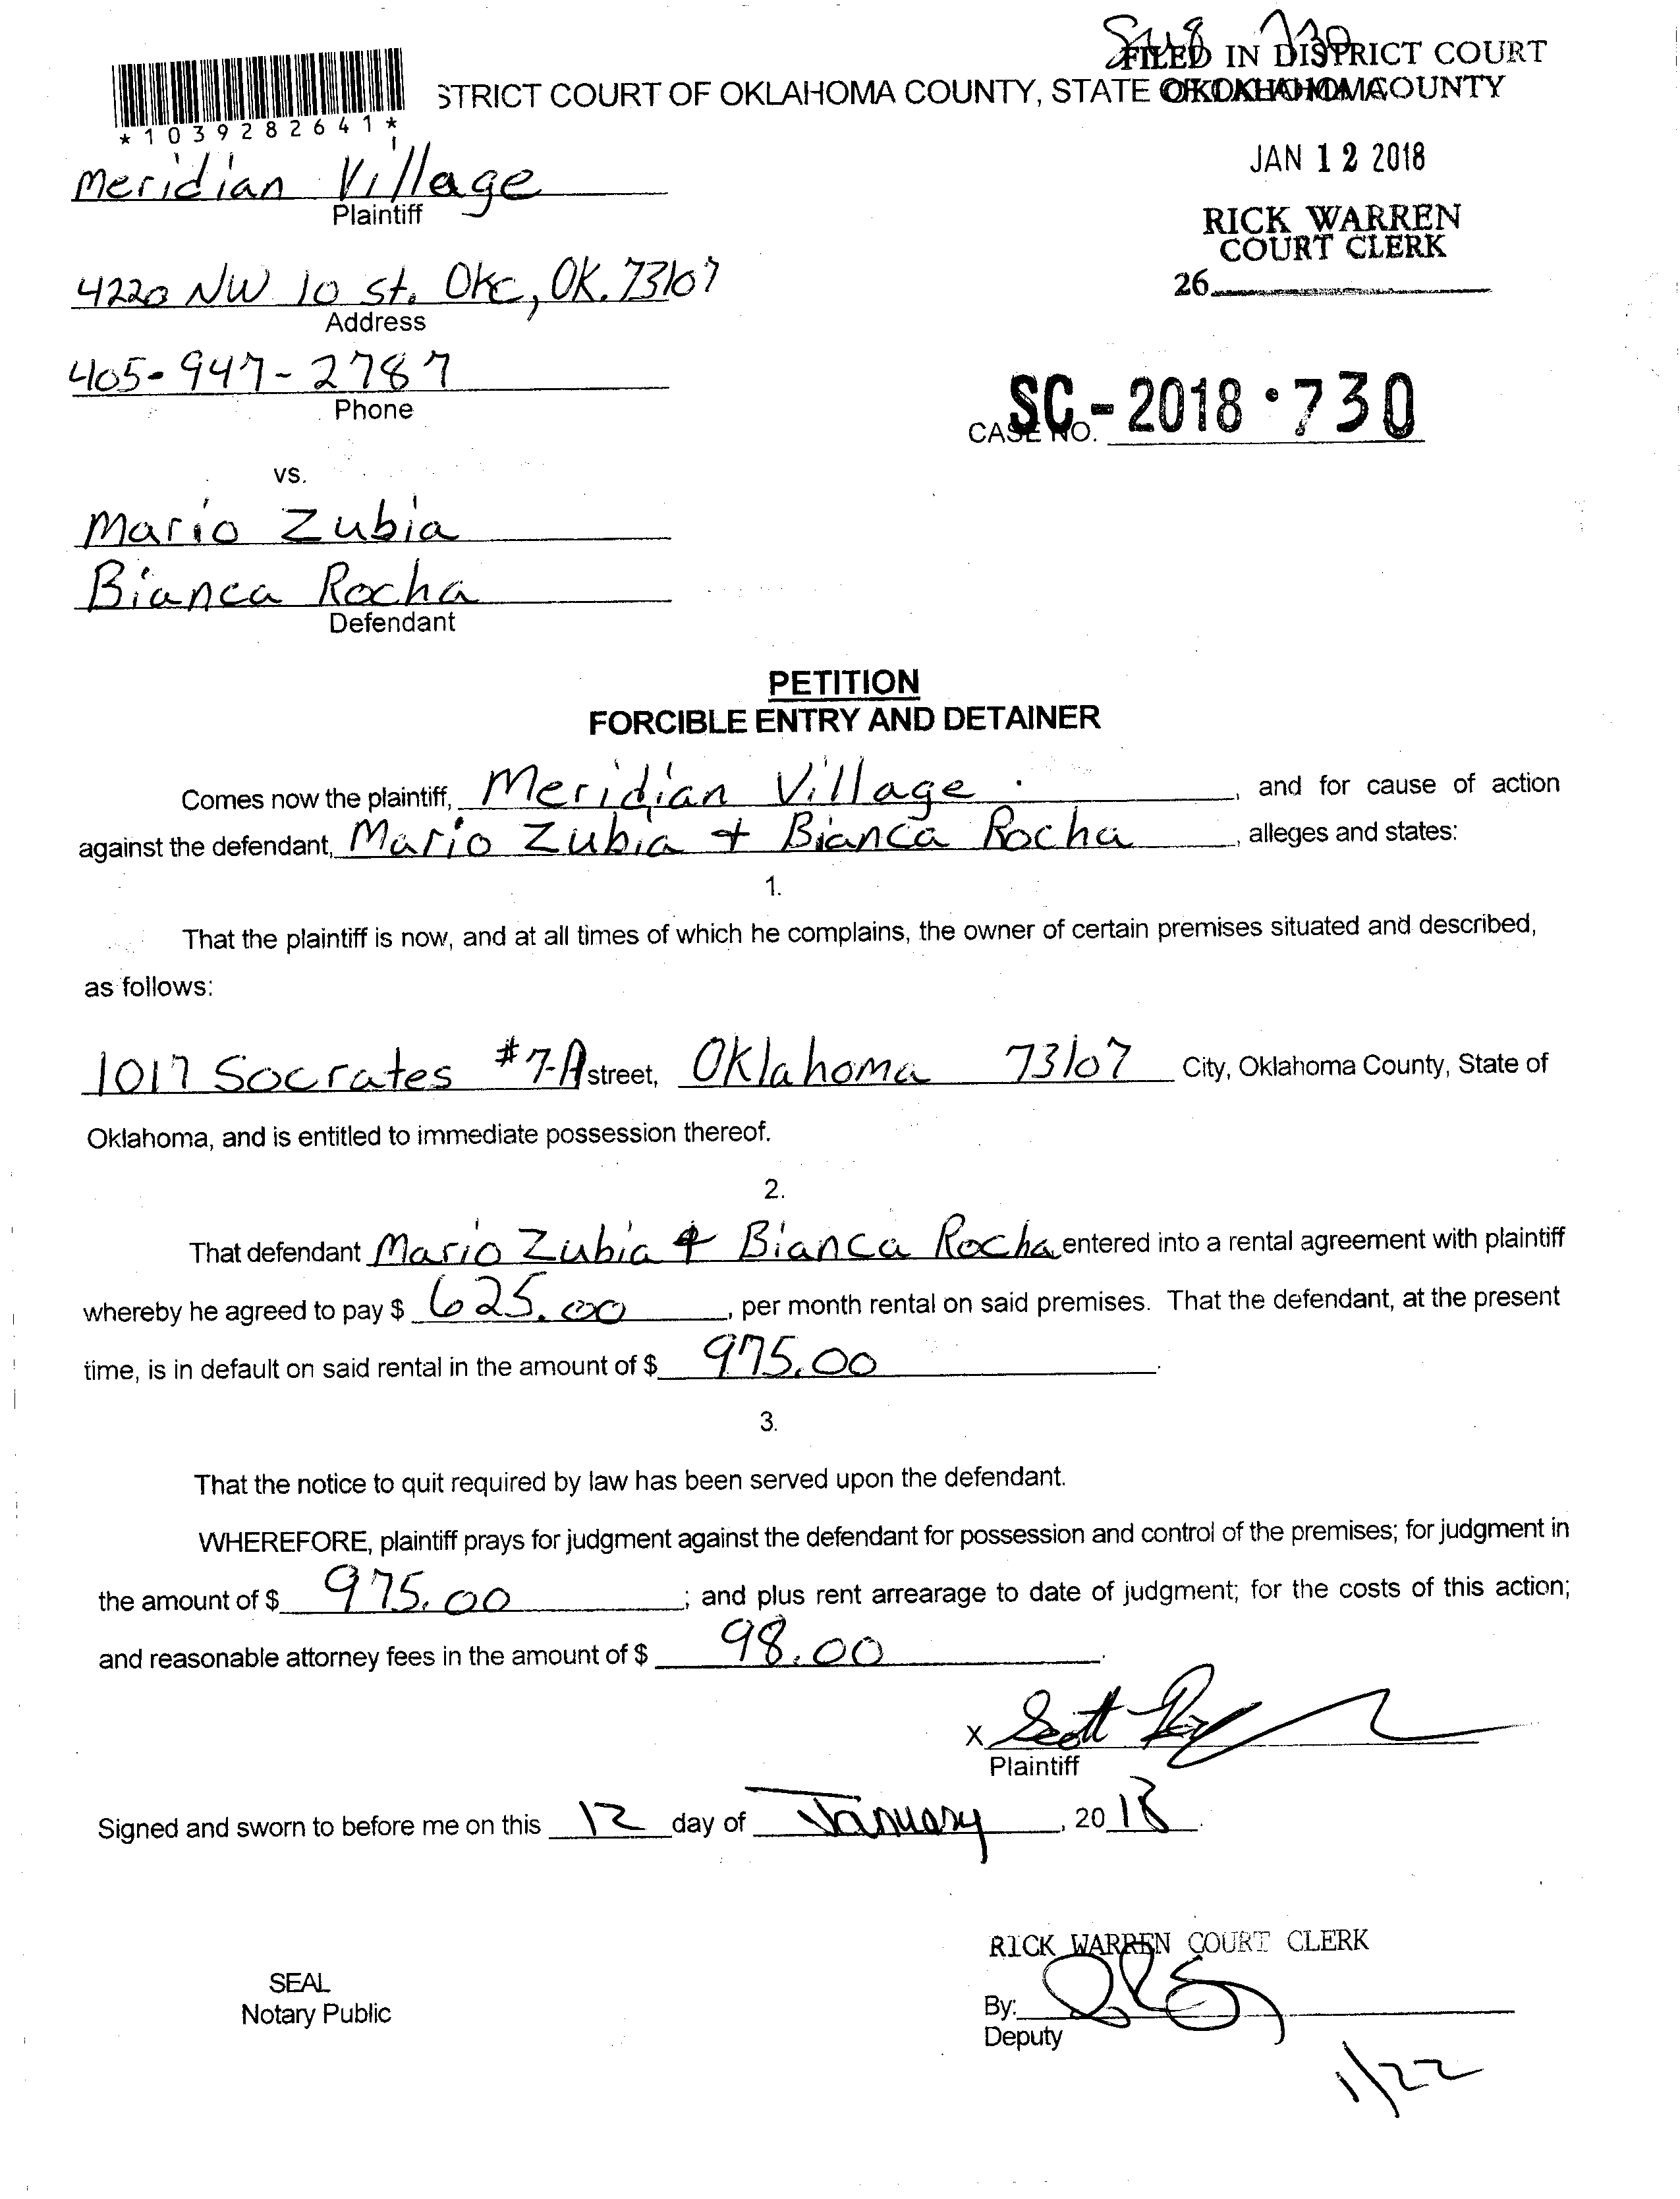 FILED IN DISTRICT COURT
STRICT COURT OF OKLAHOMA COUNTY, STATE OF OKLAHOMA
OKLAHOMA COUNTY
*1039282641*
JAN 12 2018
Meridian Village
Plaintiff
RICK WARREN
COURT CLERK
26
4220 NW 10 st. OKC, OK. 73107
Address
405-947-2787
Phone
CASE NO. SC-2018-730
vs.
Mario Zubia
Bianca Rocha
Defendant
PETITION
FORCIBLE ENTRY AND DETAINER
Comes now the plaintiff, Meridian Village, and for cause of action
against the defendant, Mario Zubia + Bianca Rocha, alleges and states:
1.
That the plaintiff is now, and at all times of which he complains, the owner of certain premises situated and described,
as follows:
1017 Socrates #7-A street, Oklahoma 73107 City, Oklahoma County, State of
Oklahoma, and is entitled to immediate possession thereof.
2.
That defendant Mario Zubia + Bianca Rocha entered into a rental agreement with plaintiff
whereby he agreed to pay $ 625.00, per month rental on said premises. That the defendant, at the present
time, is in default on said rental in the amount of $ 975.00.
3.
That the notice to quit required by law has been served upon the defendant.
WHEREFORE, plaintiff prays for judgment against the defendant for possession and control of the premises; for judgment in
the amount of $ 975.00; and plus rent arrearage to date of judgment; for the costs of this action;
and reasonable attorney fees in the amount of $ 98.00.
X Scott
Plaintiff
Signed and sworn to before me on this 12 day of January, 2018.
RICK WARREN COURT CLERK
SEAL
Notary Public
By:
Deputy
1/22